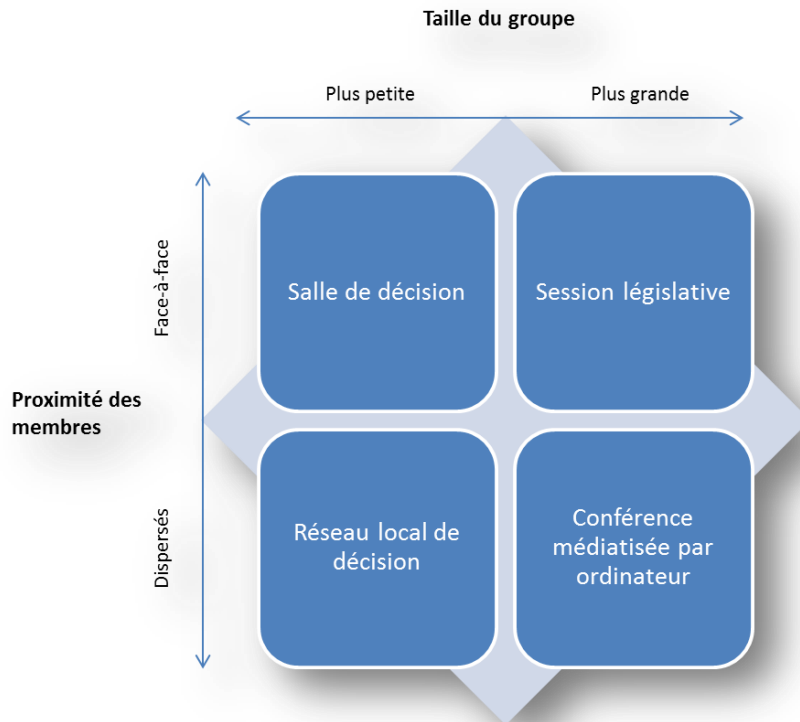 Taille du groupe
Plus petite
Plus grande
Face-à-face
Salle de décision
Session législative
Proximité des
membres
Dispersés
Réseau local de
décision
Conférence
médiatisée par
ordinateur